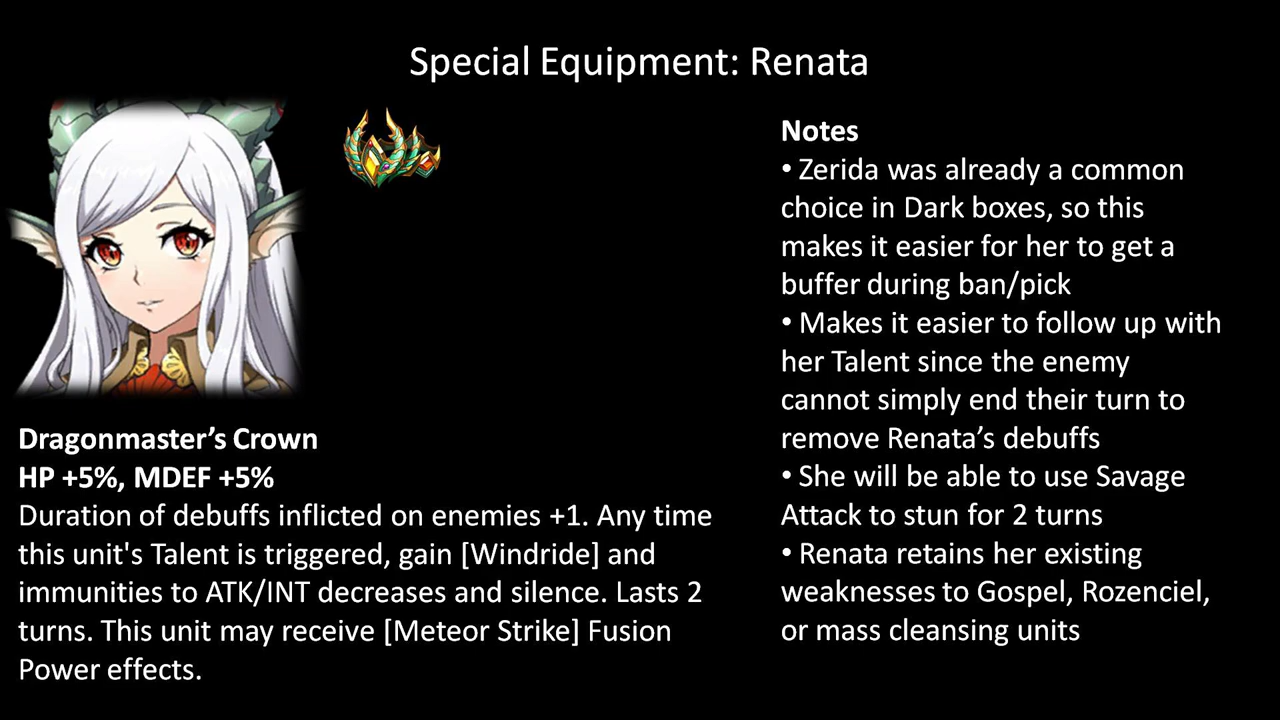 Special Equipment: Renata
Dragonmaster’s Crown
HP +5%, MDEF +5%
Duration of debuffs inflicted on enemies +1. Any time
this unit's Talent is triggered, gain [Windride] and
immunities to ATK/INT decreases and silence. Lasts 2
turns. This unit may receive [Meteor Strike] Fusion
Power effects.
Notes
• Zerida was already a common
choice in Dark boxes, so this
makes it easier for her to get a
buffer during ban/pick
• Makes it easier to follow up with
her Talent since the enemy
cannot simply end their turn to
remove Renata’s debuffs
• She will be able to use Savage
Attack to stun for 2 turns
• Renata retains her existing
weaknesses to Gospel, Rozenciel,
or mass cleansing units